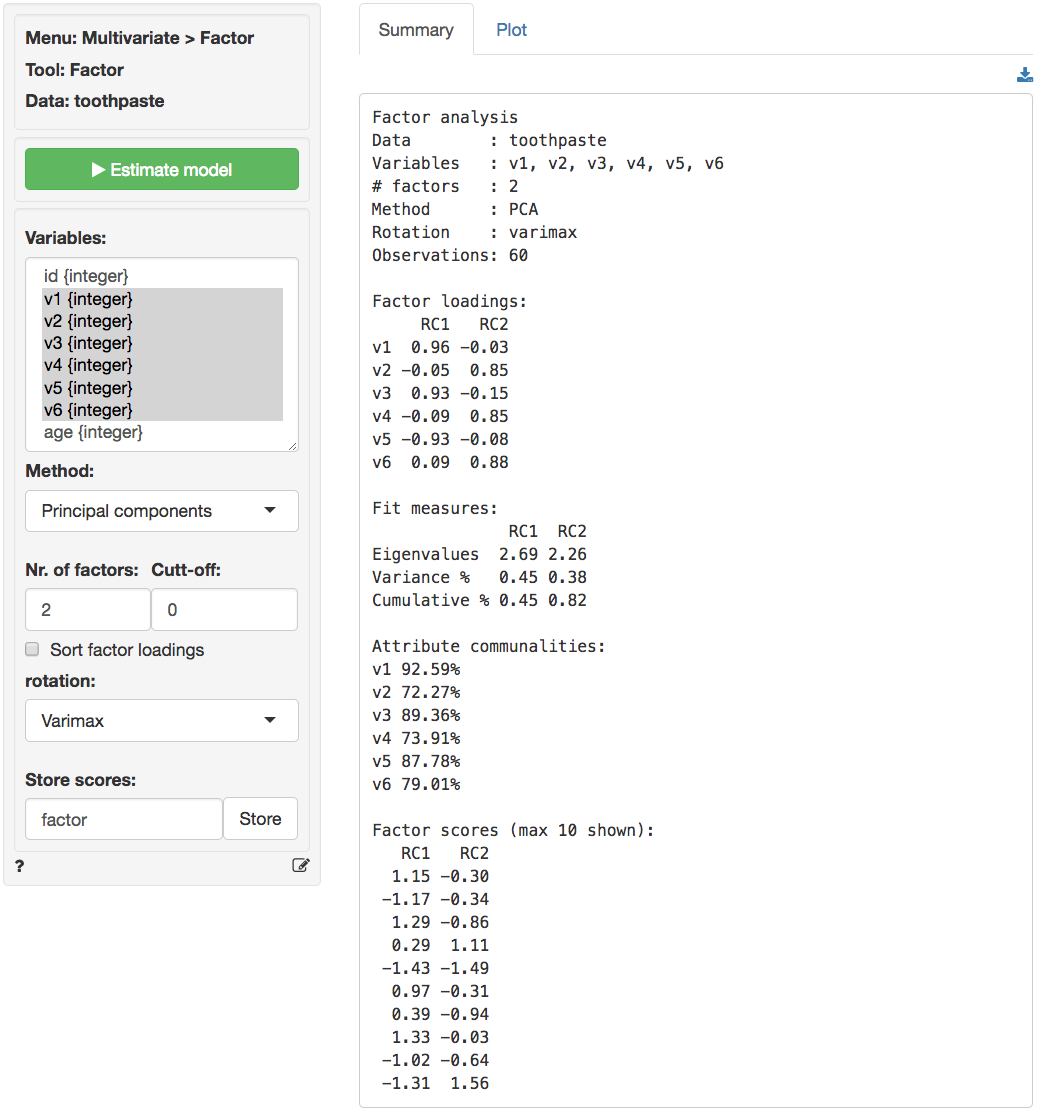 Menu: Multivariate > Factor
Tool: Factor
Data: toothpaste
Estimate model
Variables:
id {integer}
v1 {integer}
v2 {integer}
v3 {integer}
v4 {integer}
v5 {integer}
v6 {integer}
age {integer}
Method:
Principal components
Nr. of factors: Cutt-off:
2 0
Sort factor loadings
rotation:
Varimax
Store scores:
factor Store
?
Summary Plot
Factor analysis
Data : toothpaste
Variables : v1, v2, v3, v4, v5, v6
# factors : 2
Method : PCA
Rotation : varimax
Observations: 60
Factor loadings:
RC1 RC2
v1 0.96 -0.03
v2 -0.05 0.85
v3 0.93 -0.15
v4 -0.09 0.85
v5 -0.93 -0.08
v6 0.09 0.88
Fit measures:
RC1 RC2
Eigenvalues 2.69 2.26
Variance % 0.45 0.38
Cumulative % 0.45 0.82
Attribute communalities:
v1 92.59%
v2 72.27%
v3 89.36%
v4 73.91%
v5 87.78%
v6 79.01%
Factor scores (max 10 shown):
RC1 RC2
1.15 -0.30
-1.17 -0.34
1.29 -0.86
0.29 1.11
-1.43 -1.49
0.97 -0.31
0.39 -0.94
1.33 -0.03
-1.02 -0.64
-1.31 1.56